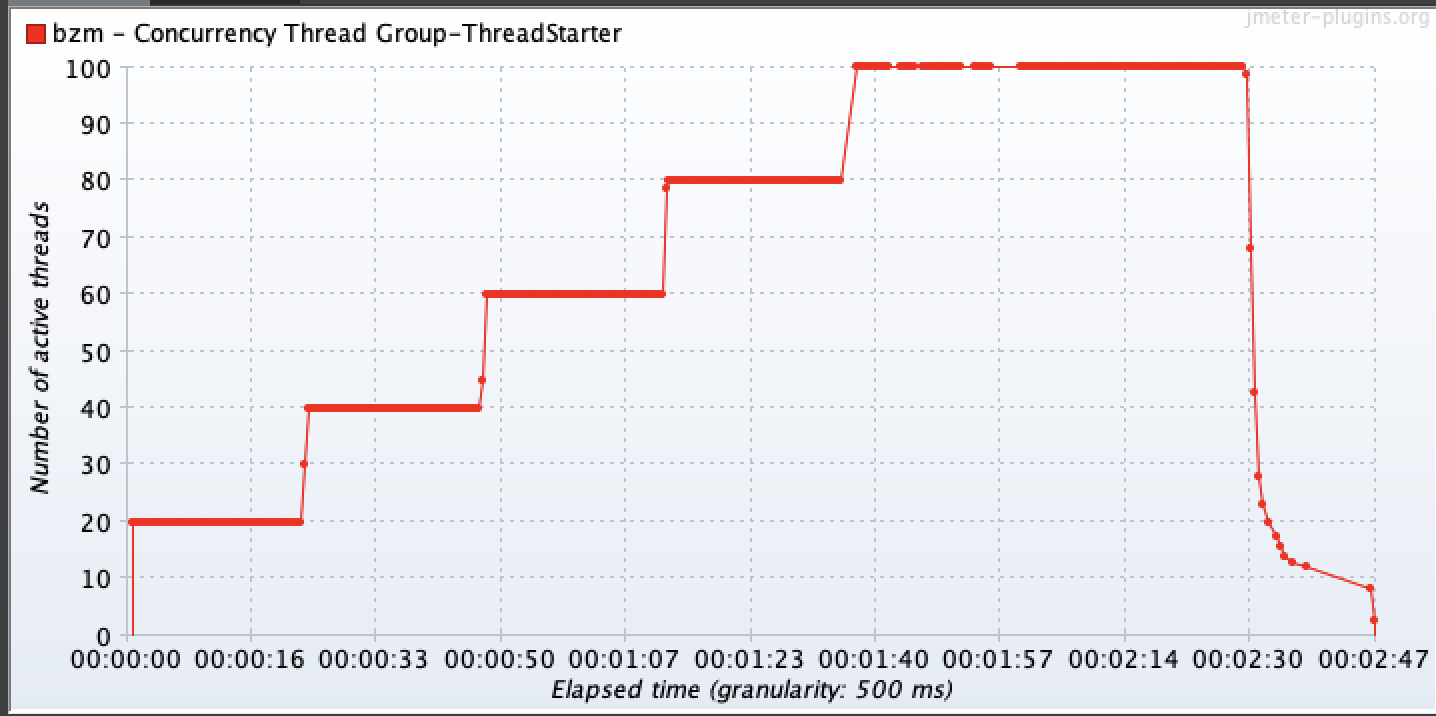 jmeter-plugins.org
bzm - Concurrency Thread Group-ThreadStarter
100
90
80
70
60
50
40
30
20
10
0
Number of active threads
00:00:00 00:00:16 00:00:33 00:00:50 00:01:07 00:01:23 00:01:40 00:01:57 00:02:14 00:02:30 00:02:47
Elapsed time (granularity: 500 ms)